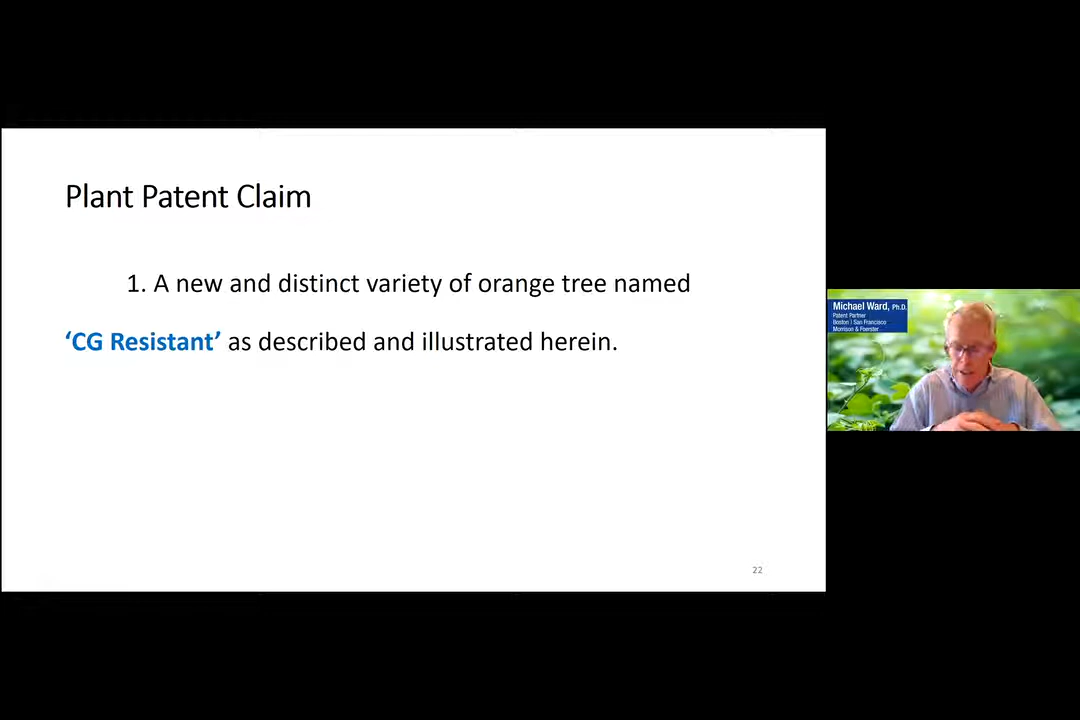 Plant Patent Claim
1. A new and distinct variety of orange tree named
‘CG Resistant’ as described and illustrated herein.
22
Michael Ward, Ph.D.
Patent Partner
Boston | San Francisco
Morrison & Foerster